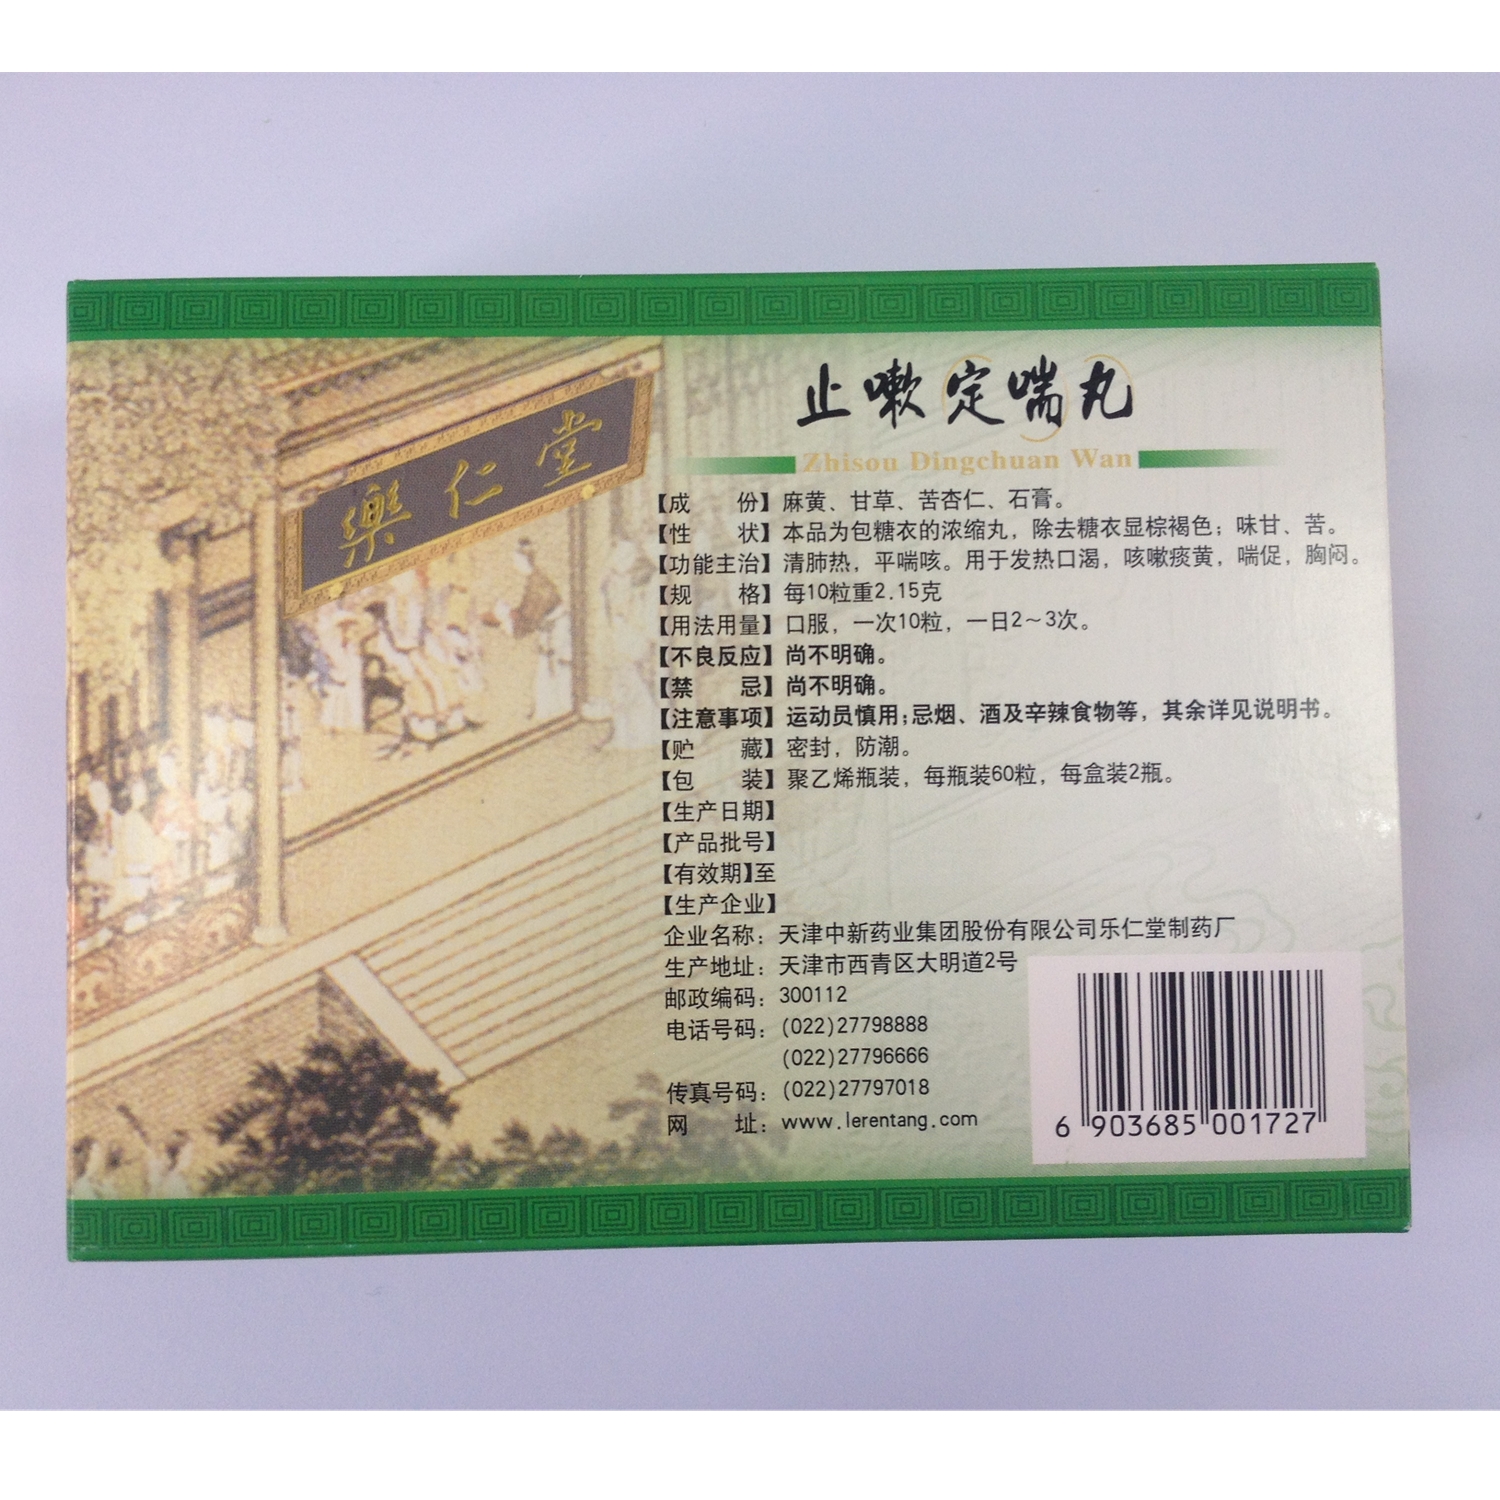 樂仁堂
止嗽定喘丸
Zhisou Dingchuan Wan
【成 份】麻黄、甘草、苦杏仁、石膏。
【性 状】本品为包糖衣的浓缩丸，除去糖衣显棕褐色；味甘、苦。
【功能主治】清肺热，平喘咳。用于发热口渴，咳嗽痰黄，喘促，胸闷。
【规 格】每10粒重2.15克
【用法用量】口服，一次10粒，一日2～3次。
【不良反应】尚不明确。
【禁 忌】尚不明确。
【注意事项】运动员慎用；忌烟、酒及辛辣食物等，其余详见说明书。
【贮 藏】密封，防潮。
【包 装】聚乙烯瓶装，每瓶装60粒，每盒装2瓶。
【生产日期】
【产品批号】
【有效期】至
【生产企业】
企业名称：天津中新药业集团股份有限公司乐仁堂制药厂
生产地址：天津市西青区大明道2号
邮政编码：300112
电话号码：(022)27798888
(022)27796666
传真号码：(022)27797018
网 址：www.lerentang.com
6 903685 001727